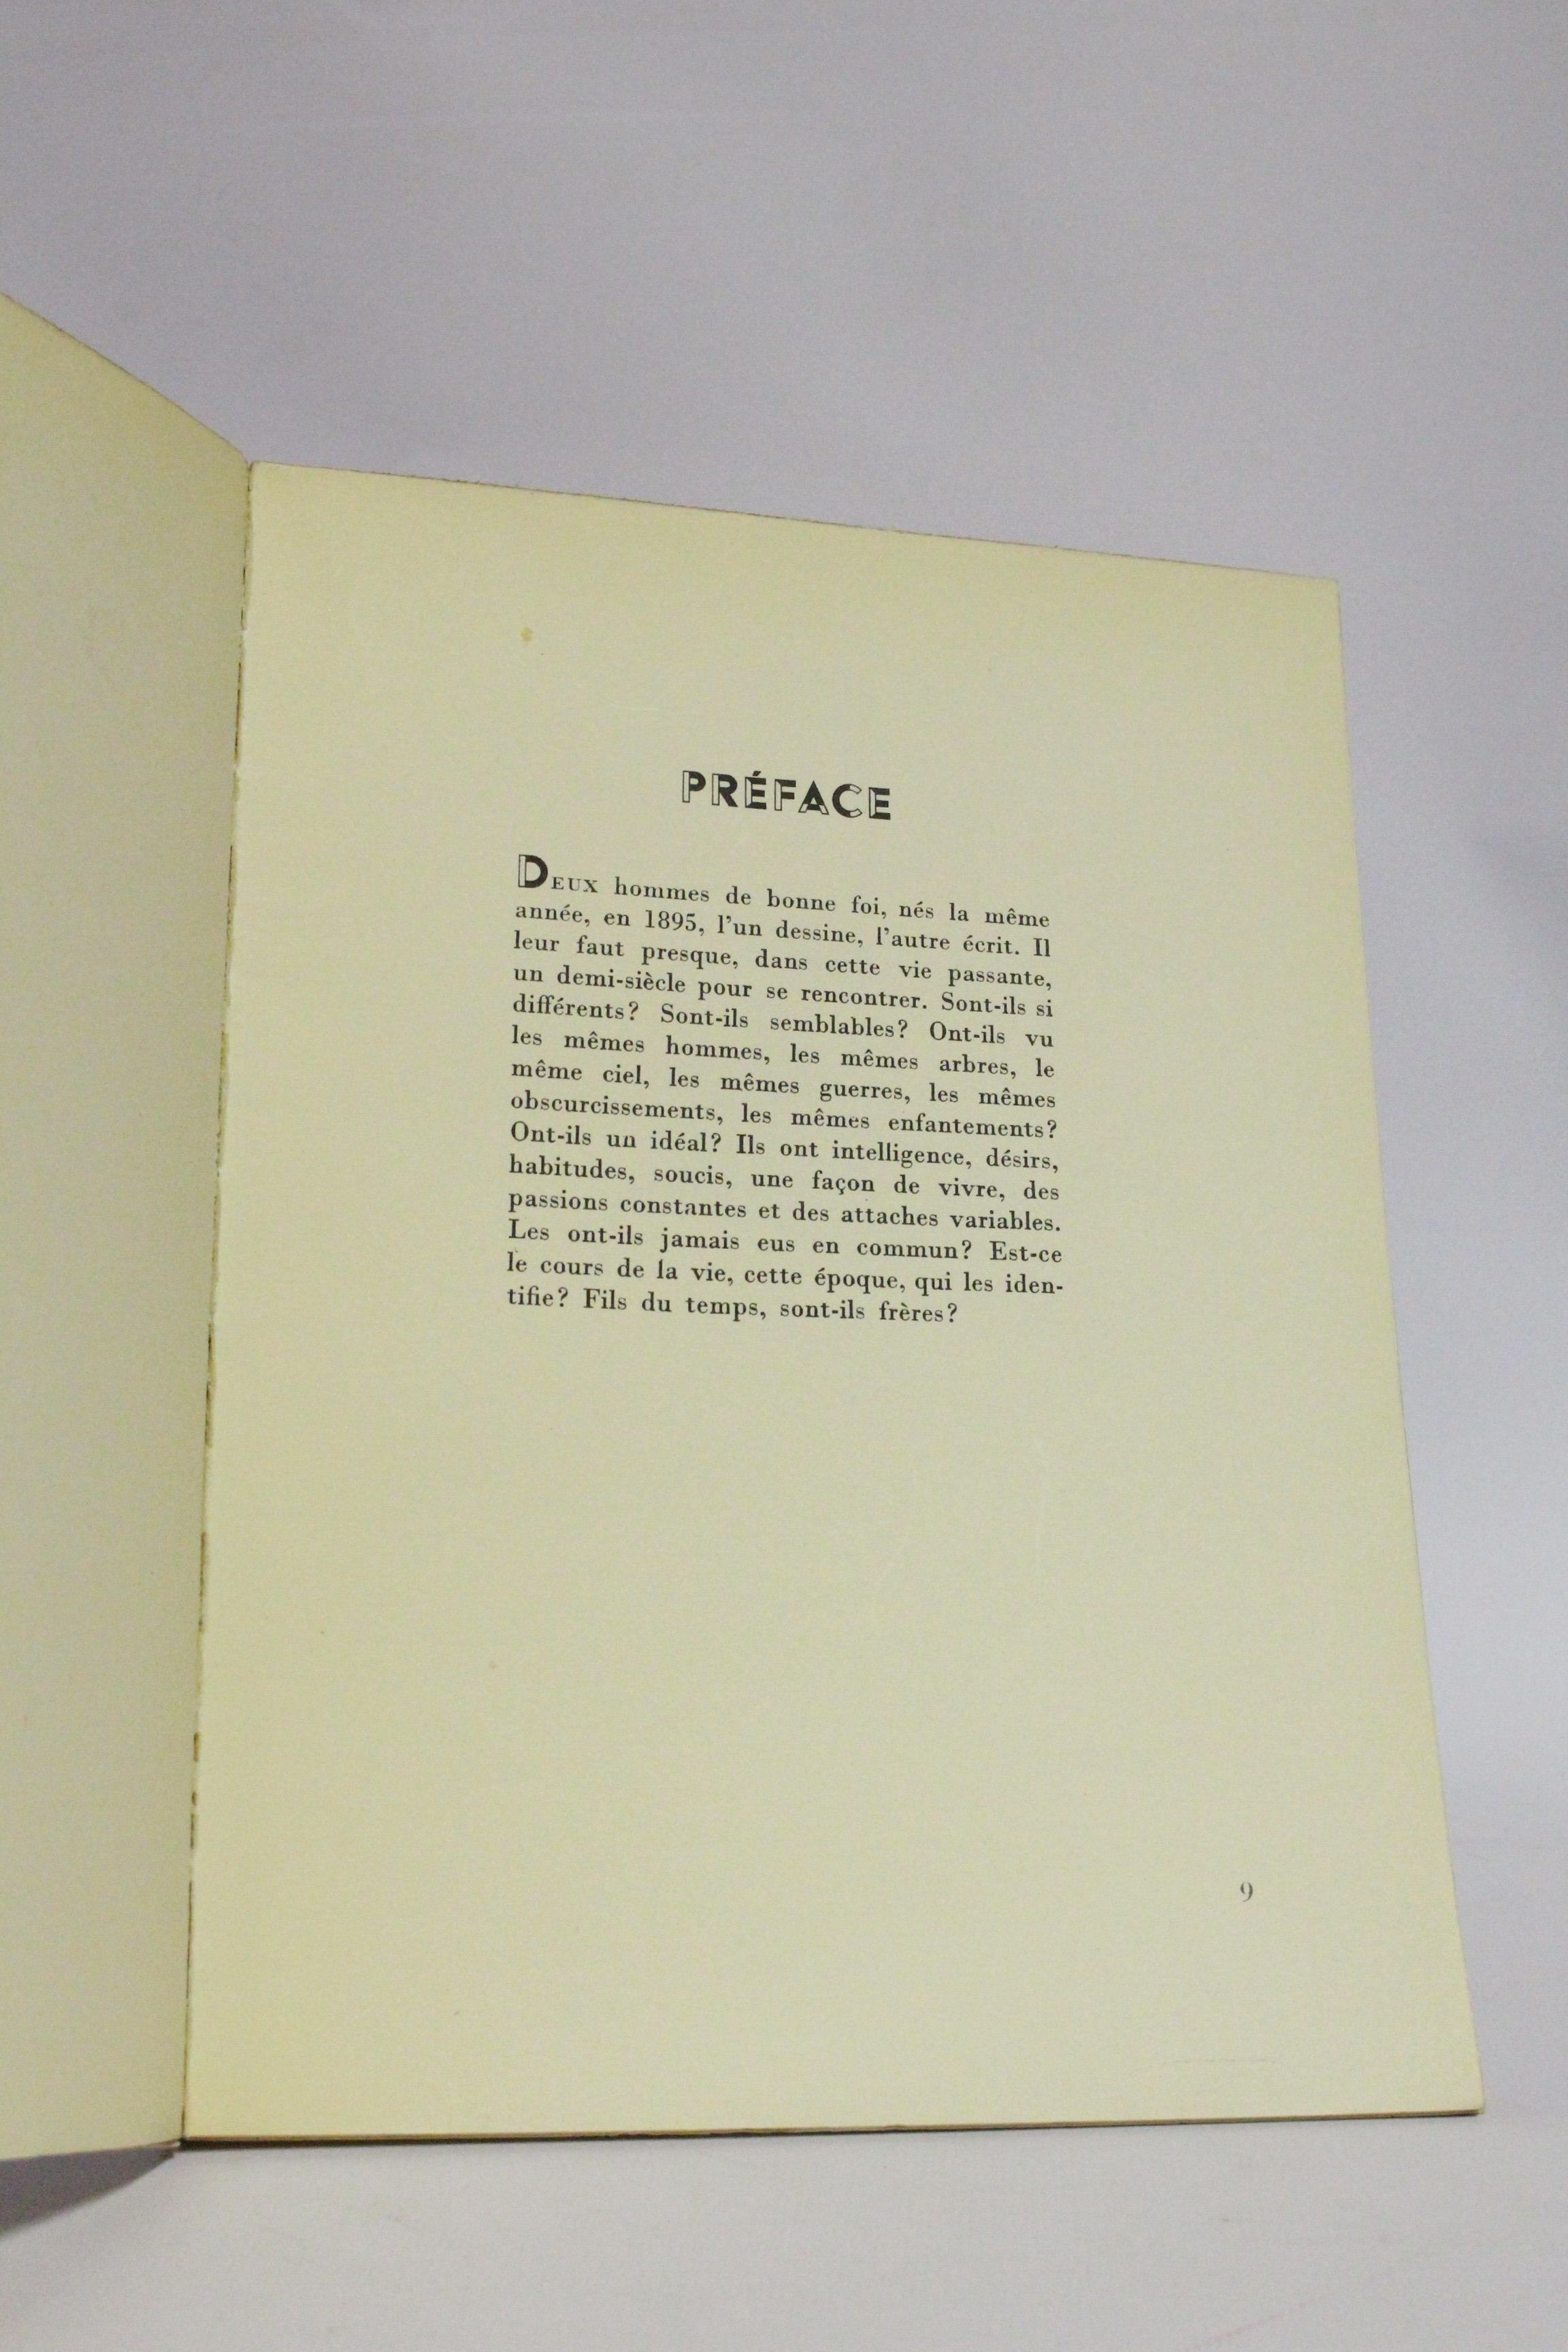 PRÉFACE
DEUX hommes de bonne foi, nés la même
année, en 1895, l'un dessine, l'autre écrit. Il
leur faut presque, dans cette vie passante,
un demi-siècle pour se rencontrer. Sont-ils si
différents? Sont-ils semblables? Ont-ils vu
les mêmes hommes, les mêmes arbres, le
même ciel, les mêmes guerres, les mêmes
obscurcissements, les mêmes enfantements?
Ont-ils un idéal? Ils ont intelligence, désirs,
habitudes, soucis, une façon de vivre, des
passions constantes et des attaches variables.
Les ont-ils jamais eus en commun? Est-ce
le cours de la vie, cette époque, qui les iden-
tifie? Fils du temps, sont-ils frères?
9